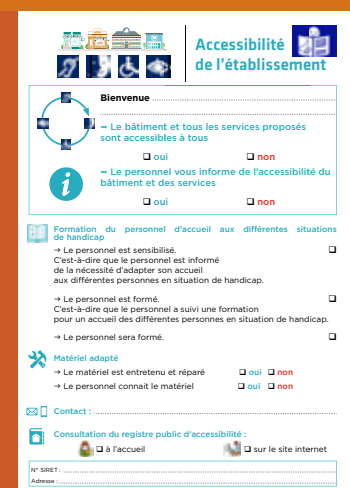 Accessibilité
de l'établissement
Bienvenue
→ Le bâtiment et tous les services proposés
sont accessibles à tous
❑ oui ❑ non
→ Le personnel vous informe de l'accessibilité du
bâtiment et des services
❑ oui ❑ non
Formation du personnel d'accueil aux différentes situations
de handicap
→ Le personnel est sensibilisé. ❑
C'est-à-dire que le personnel est informé
de la nécessité d'adapter son accueil
aux différentes personnes en situation de handicap.
→ Le personnel est formé. ❑
C'est-à-dire que le personnel a suivi une formation
pour un accueil des différentes personnes en situation de handicap.
→ Le personnel sera formé. ❑
Matériel adapté
→ Le matériel est entretenu et réparé ❑ oui ❑ non
→ Le personnel connait le matériel ❑ oui ❑ non
Contact :
Consultation du registre public d'accessibilité :
❑ à l'accueil ❑ sur le site internet
N° SIRET :
Adresse :